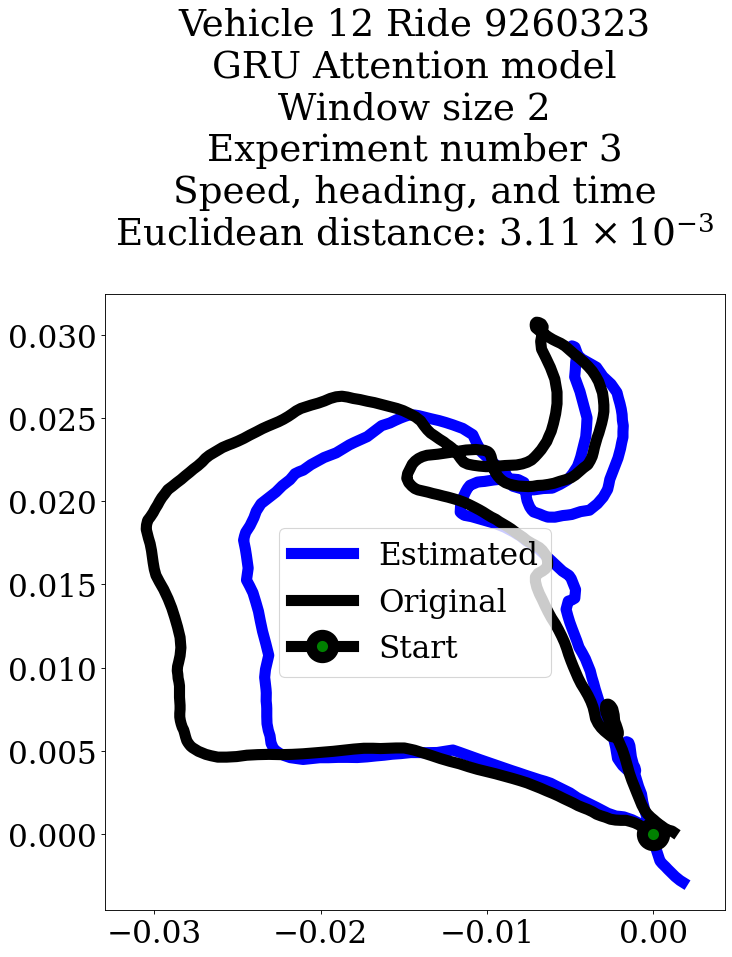 Vehicle 12 Ride 9260323
GRU Attention model
Window size 2
Experiment number 3
Speed, heading, and time
Euclidean distance: 3.11 × 10⁻³
0.030
0.025
0.020
0.015
0.010
0.005
0.000
Estimated
Original
Start
−0.03 −0.02 −0.01 0.00